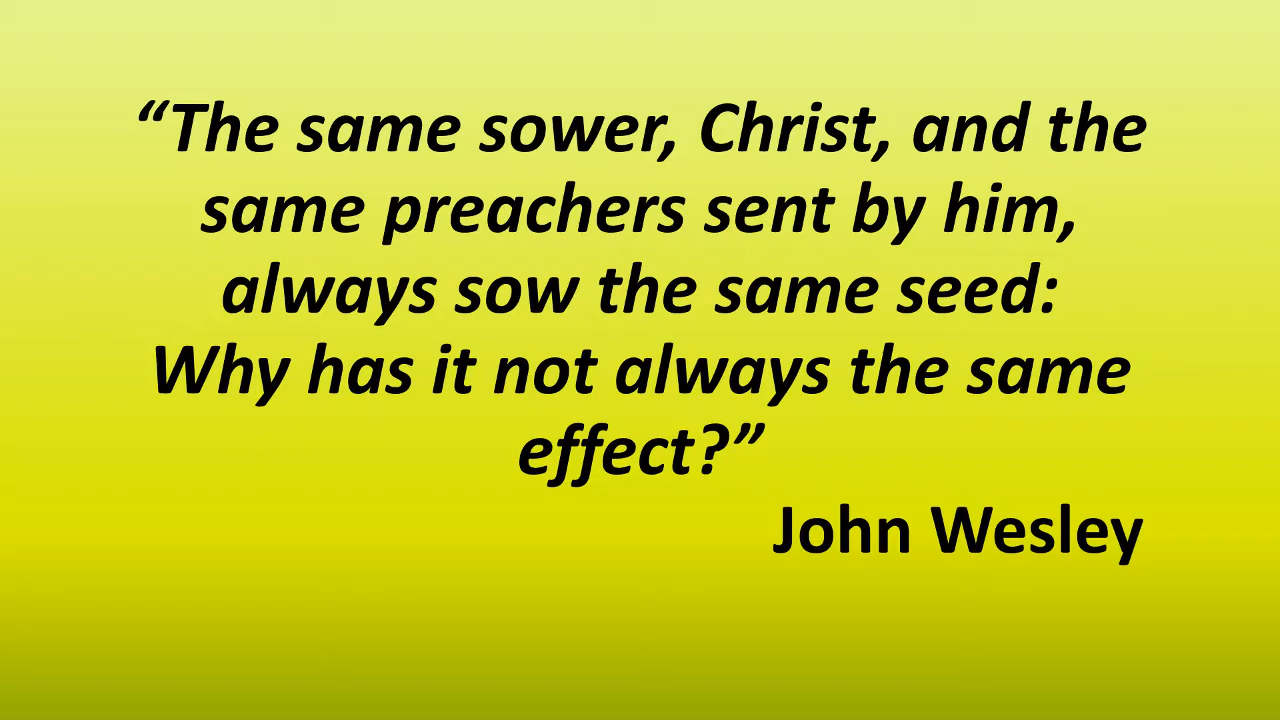 “The same sower, Christ, and the
same preachers sent by him,
always sow the same seed:
Why has it not always the same
effect?”
John Wesley